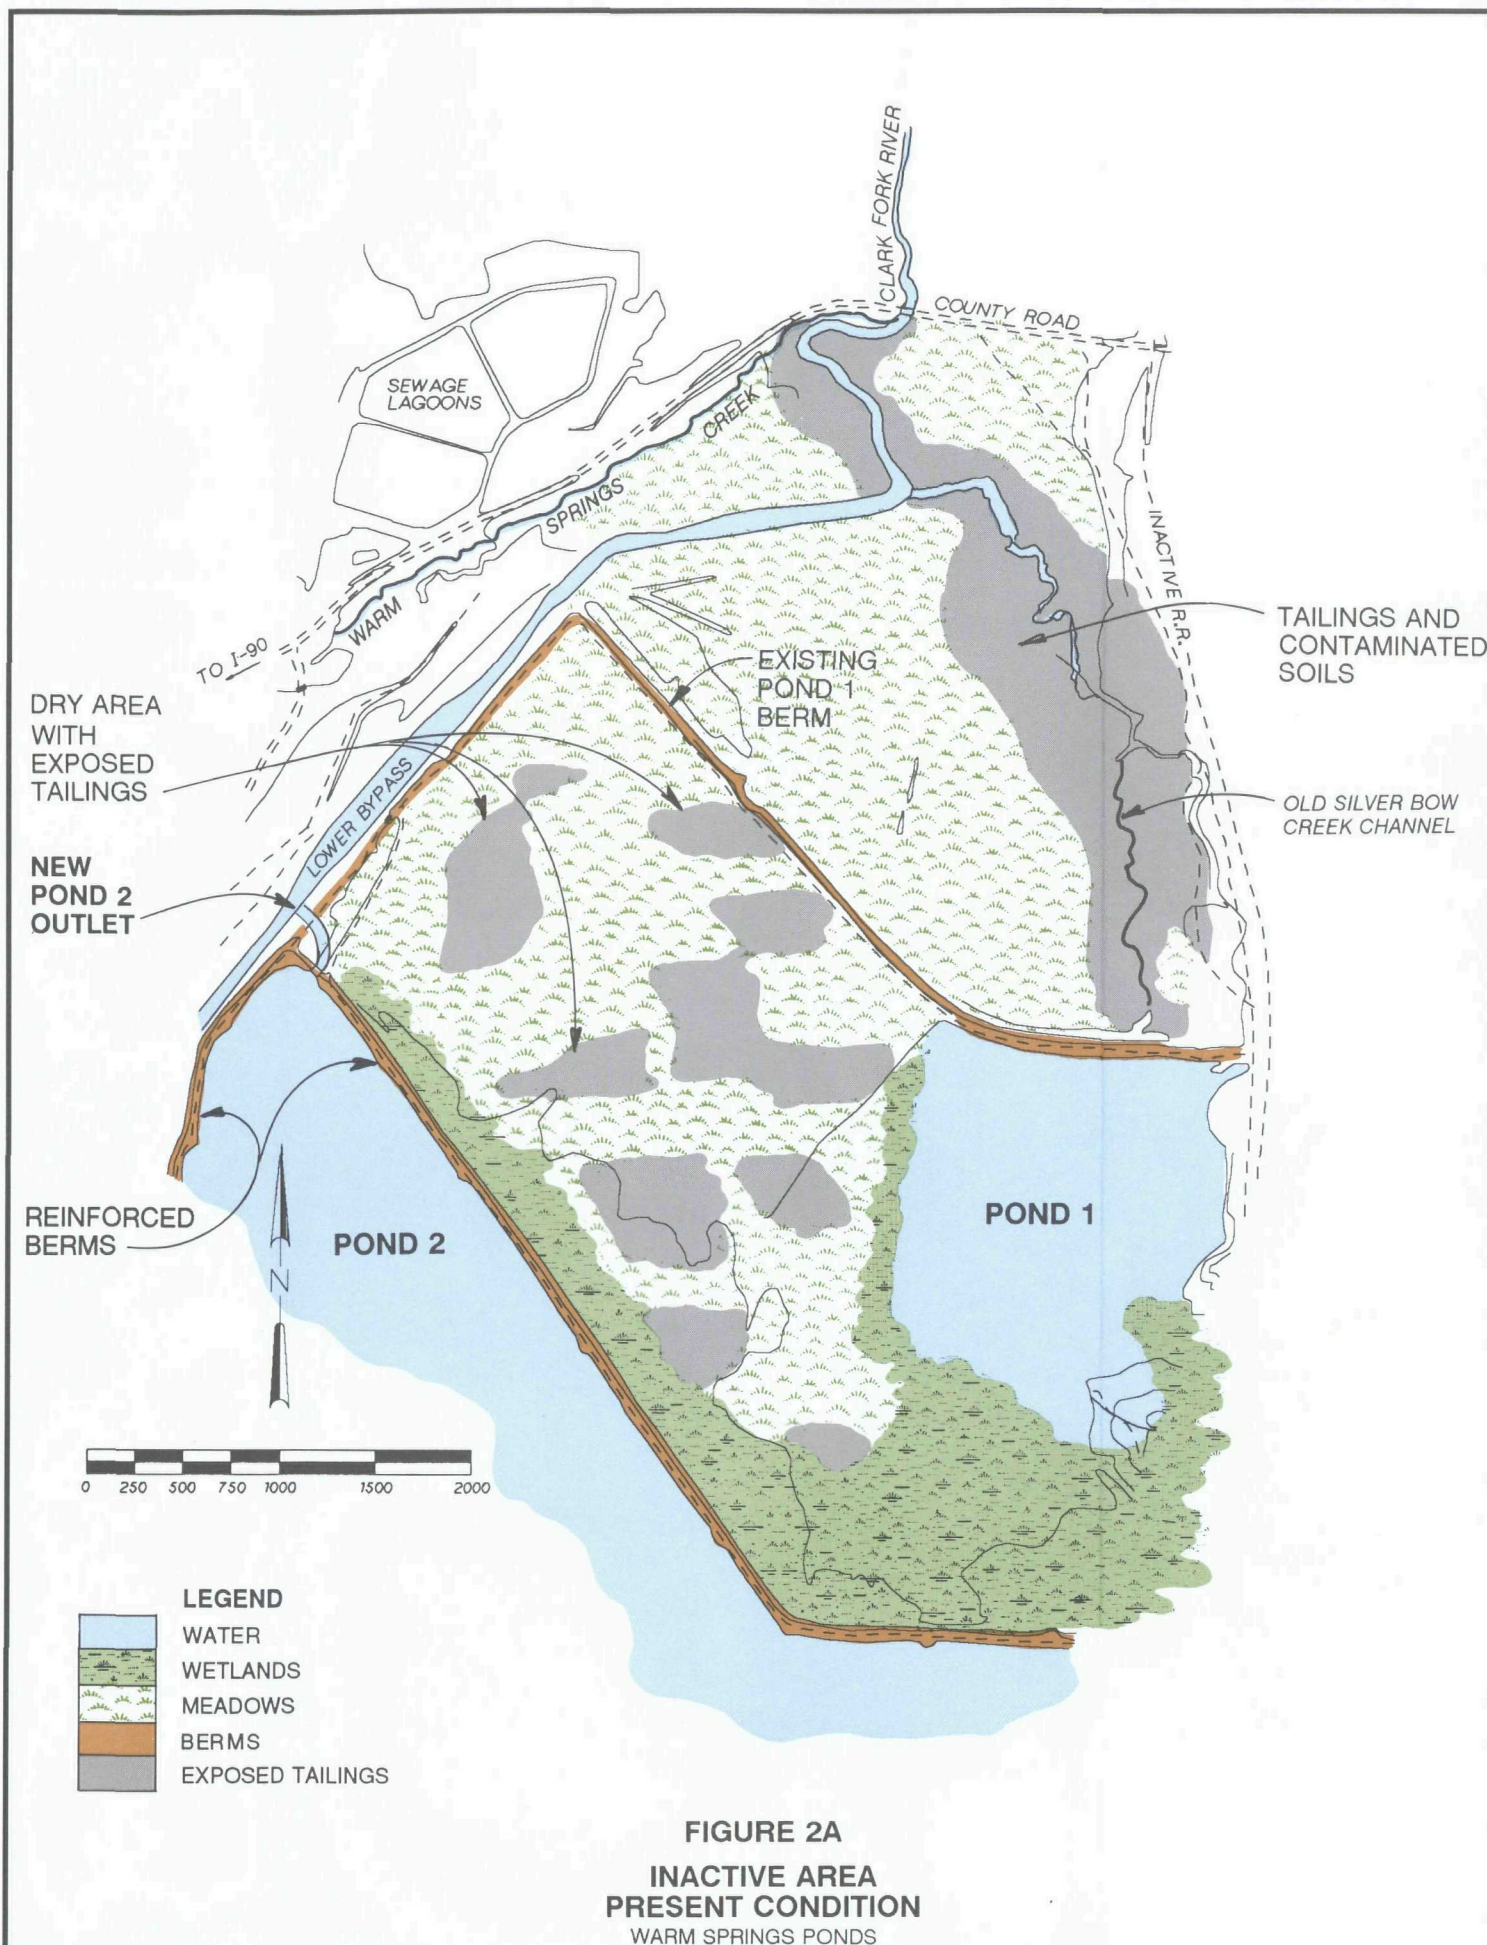 CLARK FORK RIVER
COUNTY ROAD
SEWAGE
LAGOONS
WARM SPRINGS CREEK
INACTIVE R.R.
TO I-90
TAILINGS AND
CONTAMINATED
SOILS
EXISTING
POND 1
BERM
DRY AREA
WITH
EXPOSED
TAILINGS
LOWER BYPASS
OLD SILVER BOW
CREEK CHANNEL
NEW
POND 2
OUTLET
REINFORCED
BERMS
POND 2
POND 1
N
0 250 500 750 1000 1500 2000
LEGEND
WATER
WETLANDS
MEADOWS
BERMS
EXPOSED TAILINGS
FIGURE 2A
INACTIVE AREA
PRESENT CONDITION
WARM SPRINGS PONDS